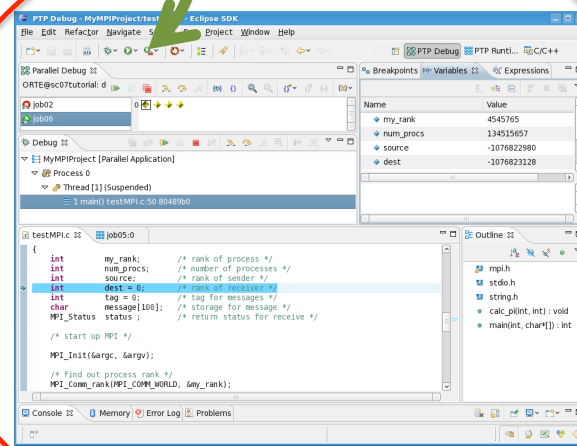 PTP Debug - MyMPIProject/test - Eclipse SDK
File Edit Refactor Navigate Project Window Help
PTP Debug PTP Runti... C/C++
Parallel Debug
ORTE@sc07tutorial: d
job02 0
job06
Breakpoints Variables Expressions
Name Value
my_rank 4545765
num_procs 134515657
source -1076822980
dest -1076823128
Debug
MyMPIProject [Parallel Application]
Process 0
Thread [1] (Suspended)
1 main() testMPI.c:50 80489b0
testMPI.c job05:0
{
int my_rank; /* rank of process */
int num_procs; /* number of processes */
int source; /* rank of sender */
int dest = 0; /* rank of receiver */
int tag = 0; /* tag for messages */
char message[100]; /* storage for message */
MPI_Status status ; /* return status for receive */
/* start up MPI */
MPI_Init(&argc, &argv);
/* find out process rank */
MPI_Comm_rank(MPI_COMM_WORLD, &my_rank);
Outline
mpi.h
stdio.h
string.h
calc_pi(int, int) : void
main(int, char*[]) : int
Console Memory Error Log Problems